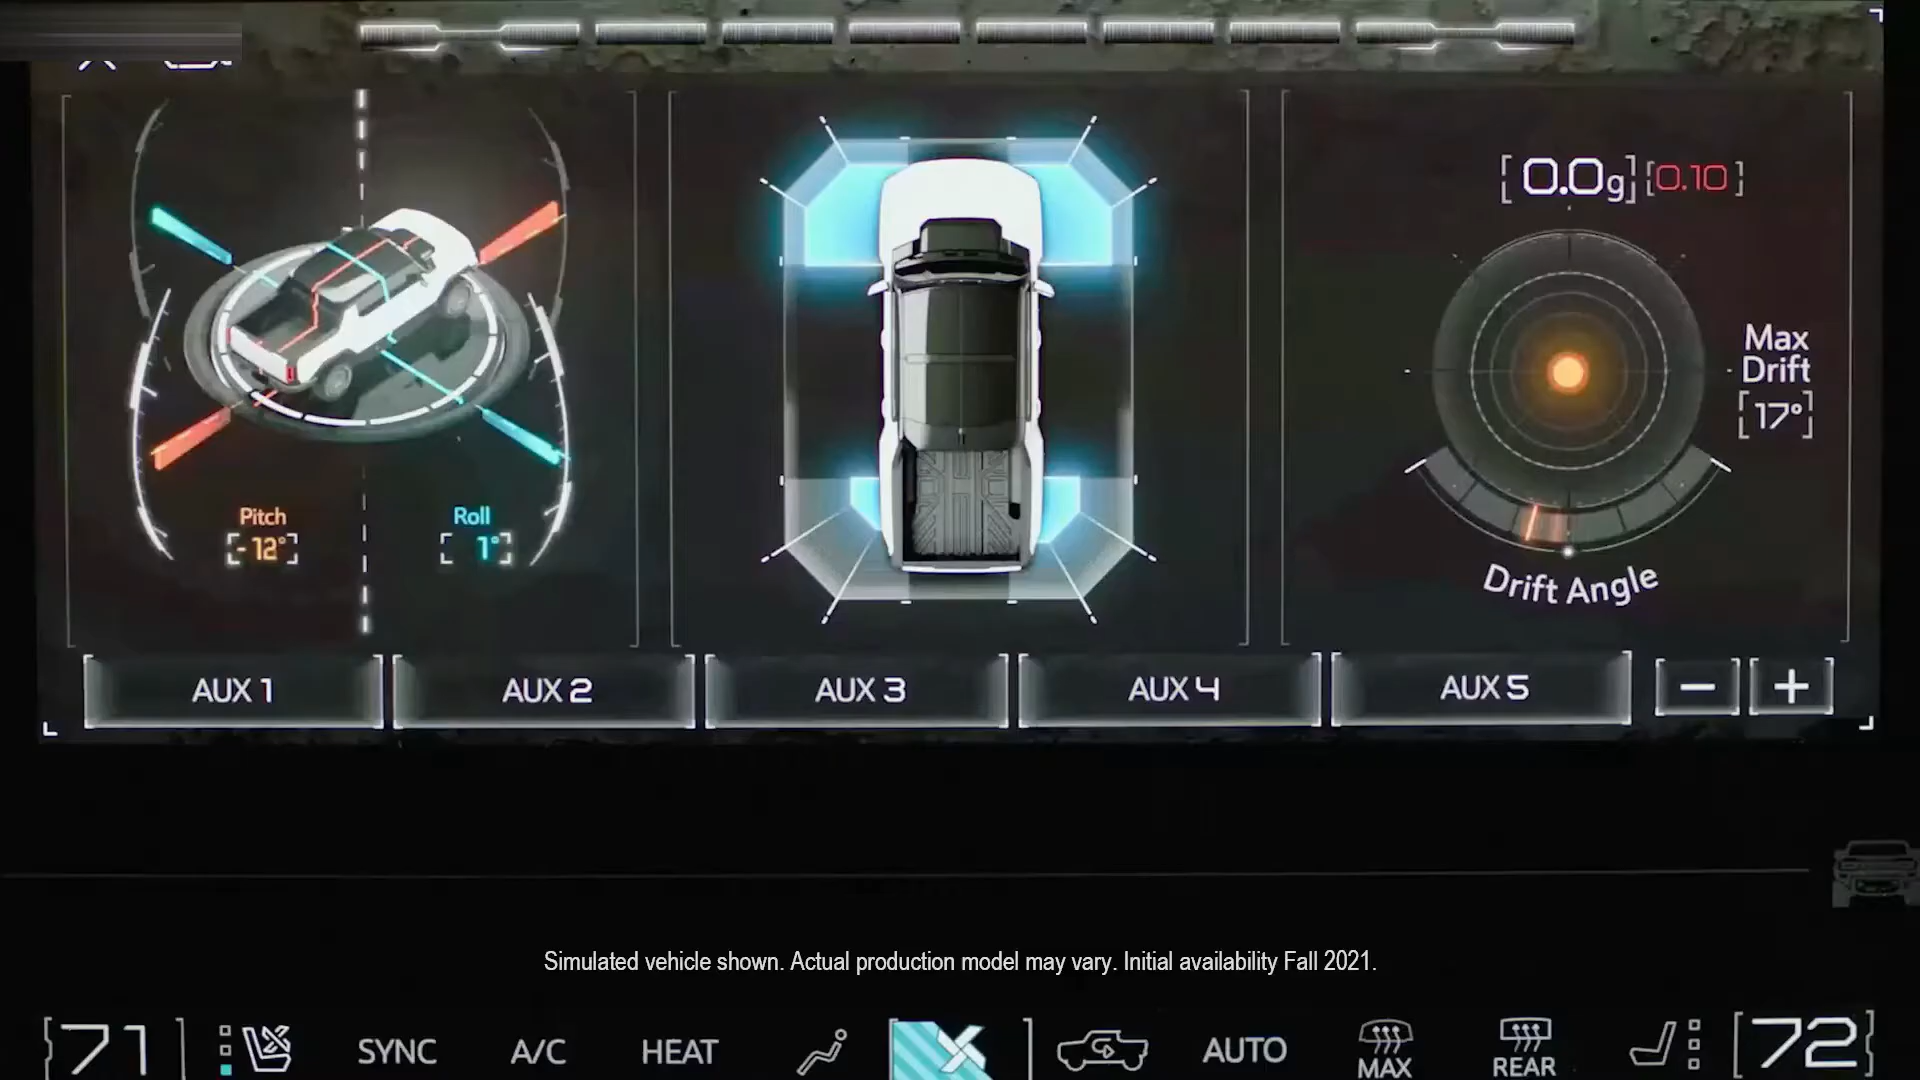 0.0g 0.10
Max
Drift
17°
Pitch
-12°
Roll
1°
Drift Angle
AUX 1
AUX 2
AUX 3
AUX 4
AUX 5
Simulated vehicle shown. Actual production model may vary. Initial availability Fall 2021.
71
SYNC
A/C
HEAT
AUTO
MAX
REAR
72